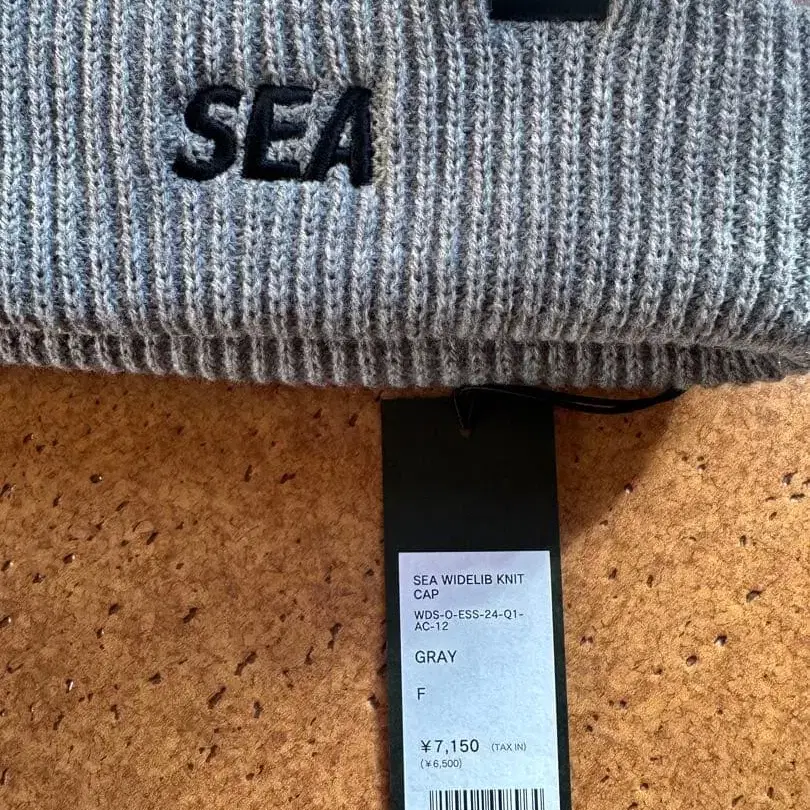 SEA
SEA WIDELIB KNIT
CAP
WDS-O-ESS-24-Q1-
AC-12
GRAY
F
¥7,150 (TAX IN)
(¥6,500)